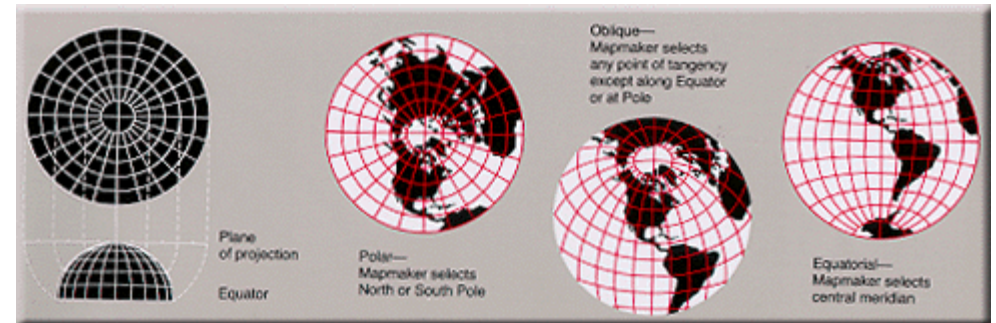 Plane
of projection
Equator
Polar—
Mapmaker selects
North or South Pole
Oblique—
Mapmaker selects
any point of tangency
except along Equator
or at Pole
Equatorial—
Mapmaker selects
central meridian